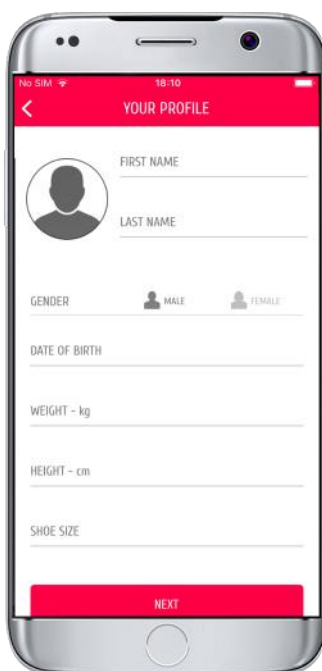 No SIM 18:10
YOUR PROFILE
FIRST NAME
LAST NAME
GENDER MALE FEMALE
DATE OF BIRTH
WEIGHT - kg
HEIGHT - cm
SHOE SIZE
NEXT